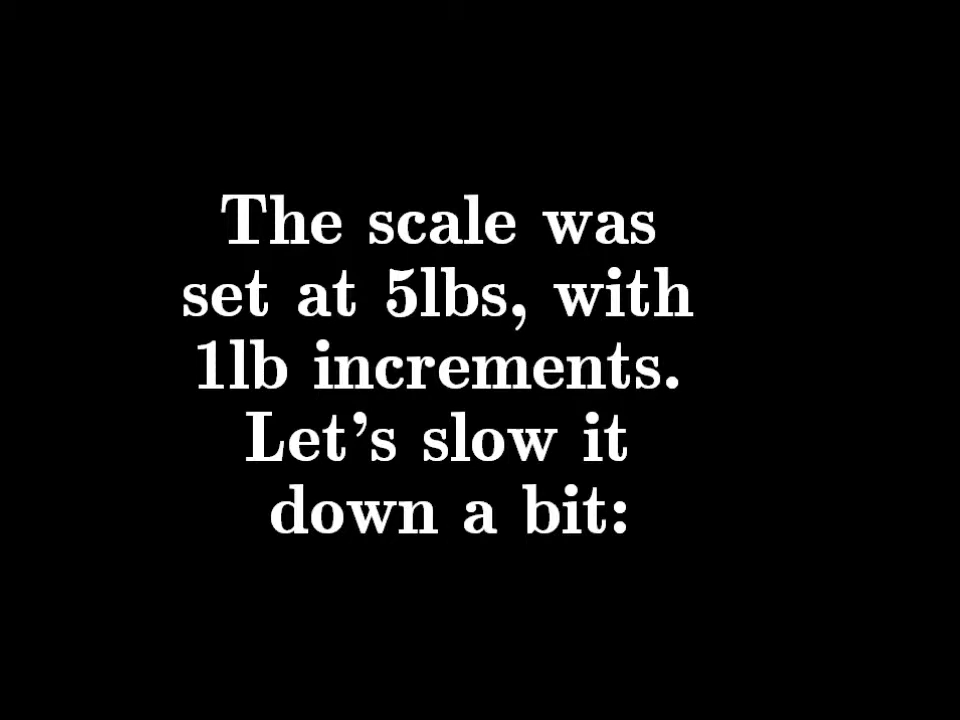 The scale was
set at 5lbs, with
1lb increments.
Let's slow it
down a bit: